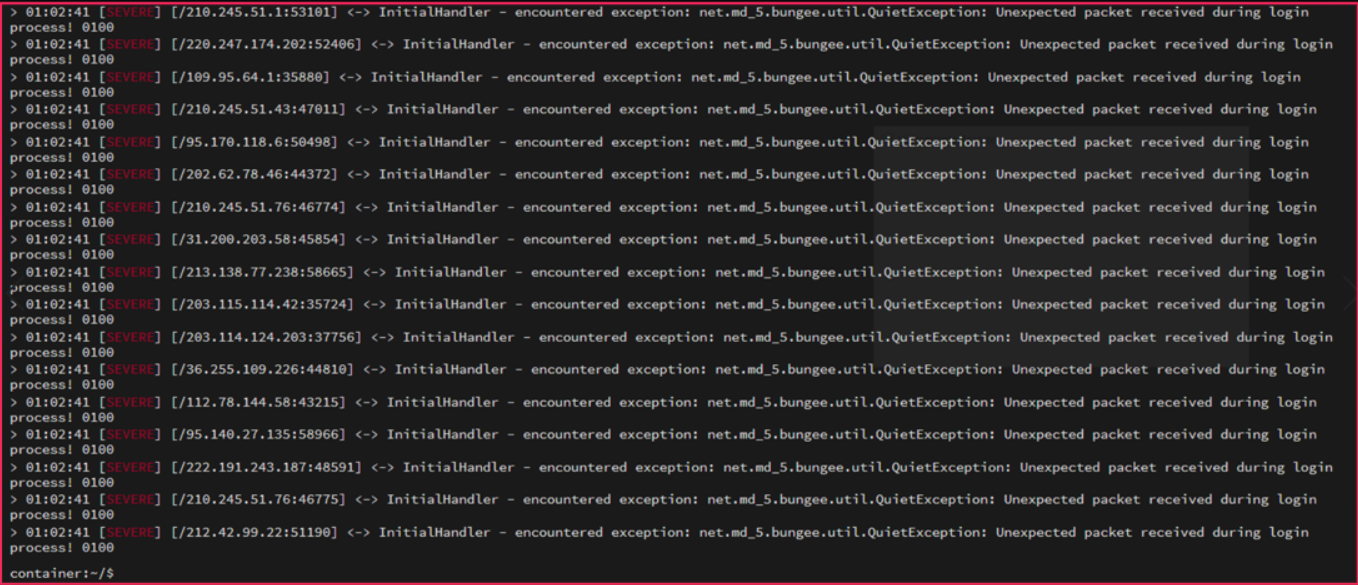 > 01:02:41 [SEVERE] [/210.245.51.1:53101] <-> InitialHandler - encountered exception: net.md_5.bungee.util.QuietException: Unexpected packet received during login
process! 0100
> 01:02:41 [SEVERE] [/220.247.174.202:52406] <-> InitialHandler - encountered exception: net.md_5.bungee.util.QuietException: Unexpected packet received during login
process! 0100
> 01:02:41 [SEVERE] [/109.95.64.1:35880] <-> InitialHandler - encountered exception: net.md_5.bungee.util.QuietException: Unexpected packet received during login
process! 0100
> 01:02:41 [SEVERE] [/210.245.51.43:47011] <-> InitialHandler - encountered exception: net.md_5.bungee.util.QuietException: Unexpected packet received during login
process! 0100
> 01:02:41 [SEVERE] [/95.170.118.6:50498] <-> InitialHandler - encountered exception: net.md_5.bungee.util.QuietException: Unexpected packet received during login
process! 0100
> 01:02:41 [SEVERE] [/202.62.78.46:44372] <-> InitialHandler - encountered exception: net.md_5.bungee.util.QuietException: Unexpected packet received during login
process! 0100
> 01:02:41 [SEVERE] [/210.245.51.76:46774] <-> InitialHandler - encountered exception: net.md_5.bungee.util.QuietException: Unexpected packet received during login
process! 0100
> 01:02:41 [SEVERE] [/31.200.203.58:45854] <-> InitialHandler - encountered exception: net.md_5.bungee.util.QuietException: Unexpected packet received during login
process! 0100
> 01:02:41 [SEVERE] [/213.138.77.238:58665] <-> InitialHandler - encountered exception: net.md_5.bungee.util.QuietException: Unexpected packet received during login
process! 0100
> 01:02:41 [SEVERE] [/203.115.114.42:35724] <-> InitialHandler - encountered exception: net.md_5.bungee.util.QuietException: Unexpected packet received during login
process! 0100
> 01:02:41 [SEVERE] [/203.114.124.203:37756] <-> InitialHandler - encountered exception: net.md_5.bungee.util.QuietException: Unexpected packet received during login
process! 0100
> 01:02:41 [SEVERE] [/36.255.109.226:44810] <-> InitialHandler - encountered exception: net.md_5.bungee.util.QuietException: Unexpected packet received during login
process! 0100
> 01:02:41 [SEVERE] [/112.78.144.58:43215] <-> InitialHandler - encountered exception: net.md_5.bungee.util.QuietException: Unexpected packet received during login
process! 0100
> 01:02:41 [SEVERE] [/95.140.27.135:58966] <-> InitialHandler - encountered exception: net.md_5.bungee.util.QuietException: Unexpected packet received during login
process! 0100
> 01:02:41 [SEVERE] [/222.191.243.187:48591] <-> InitialHandler - encountered exception: net.md_5.bungee.util.QuietException: Unexpected packet received during login
process! 0100
> 01:02:41 [SEVERE] [/210.245.51.76:46775] <-> InitialHandler - encountered exception: net.md_5.bungee.util.QuietException: Unexpected packet received during login
process! 0100
> 01:02:41 [SEVERE] [/212.42.99.22:51190] <-> InitialHandler - encountered exception: net.md_5.bungee.util.QuietException: Unexpected packet received during login
process! 0100
container:~/$